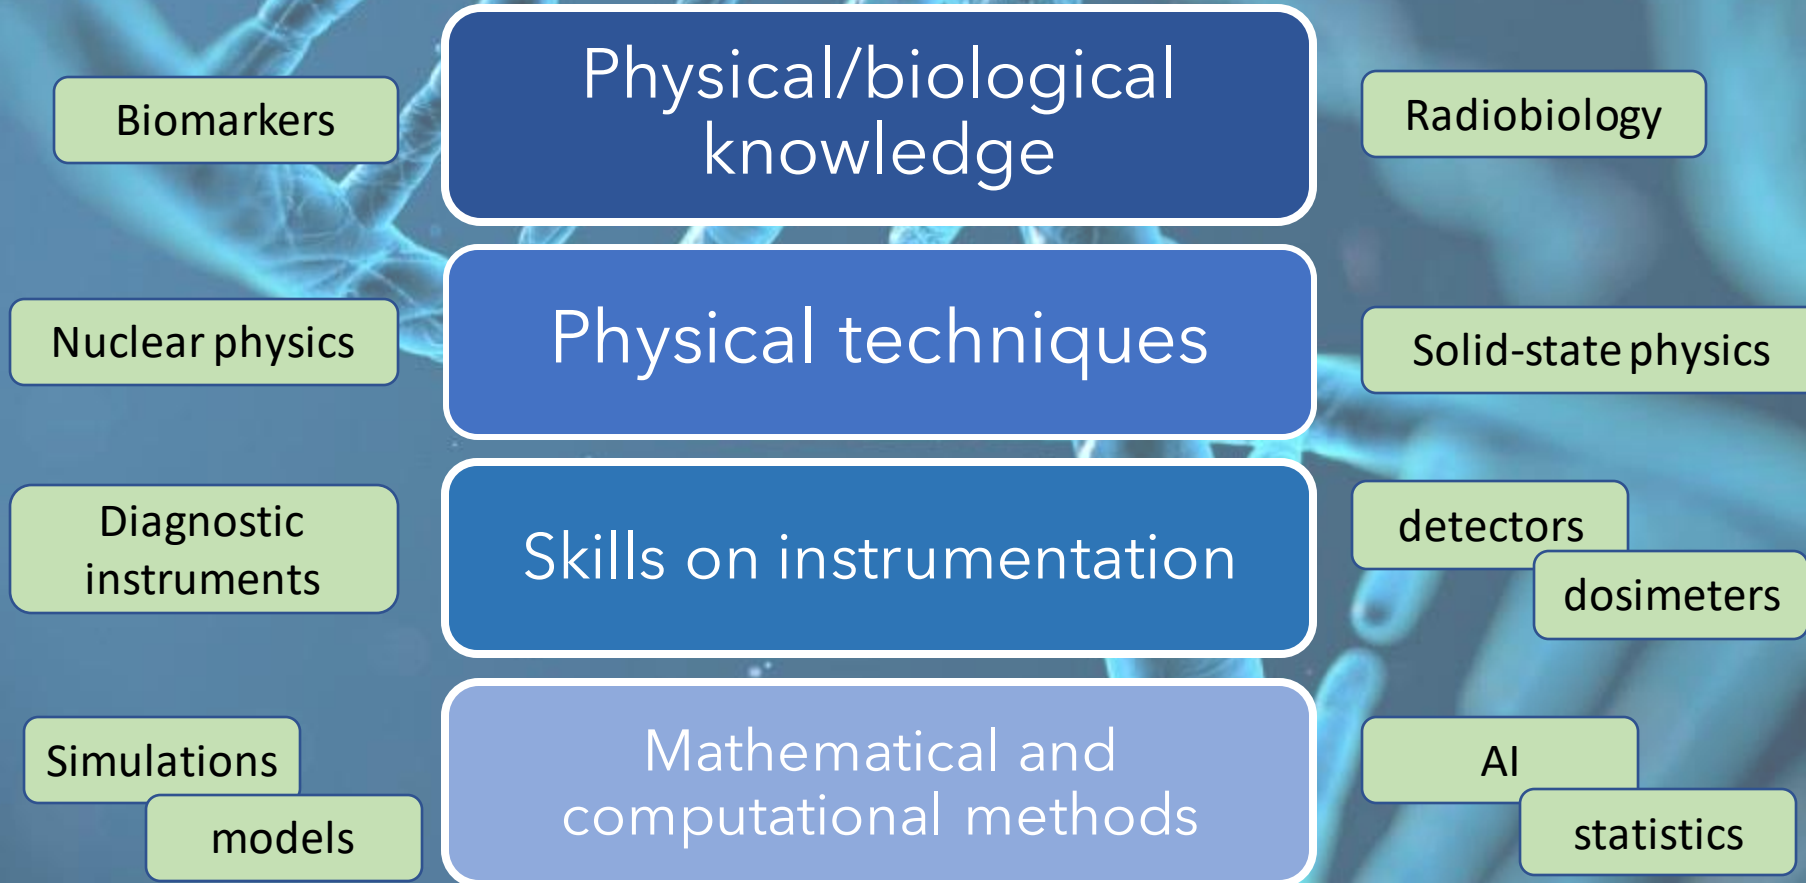 Biomarkers
Physical/biological
knowledge
Radiobiology
Nuclear physics
Physical techniques
Solid-state physics
Diagnostic
instruments
Skills on instrumentation
detectors
dosimeters
Simulations
models
Mathematical and
computational methods
AI
statistics